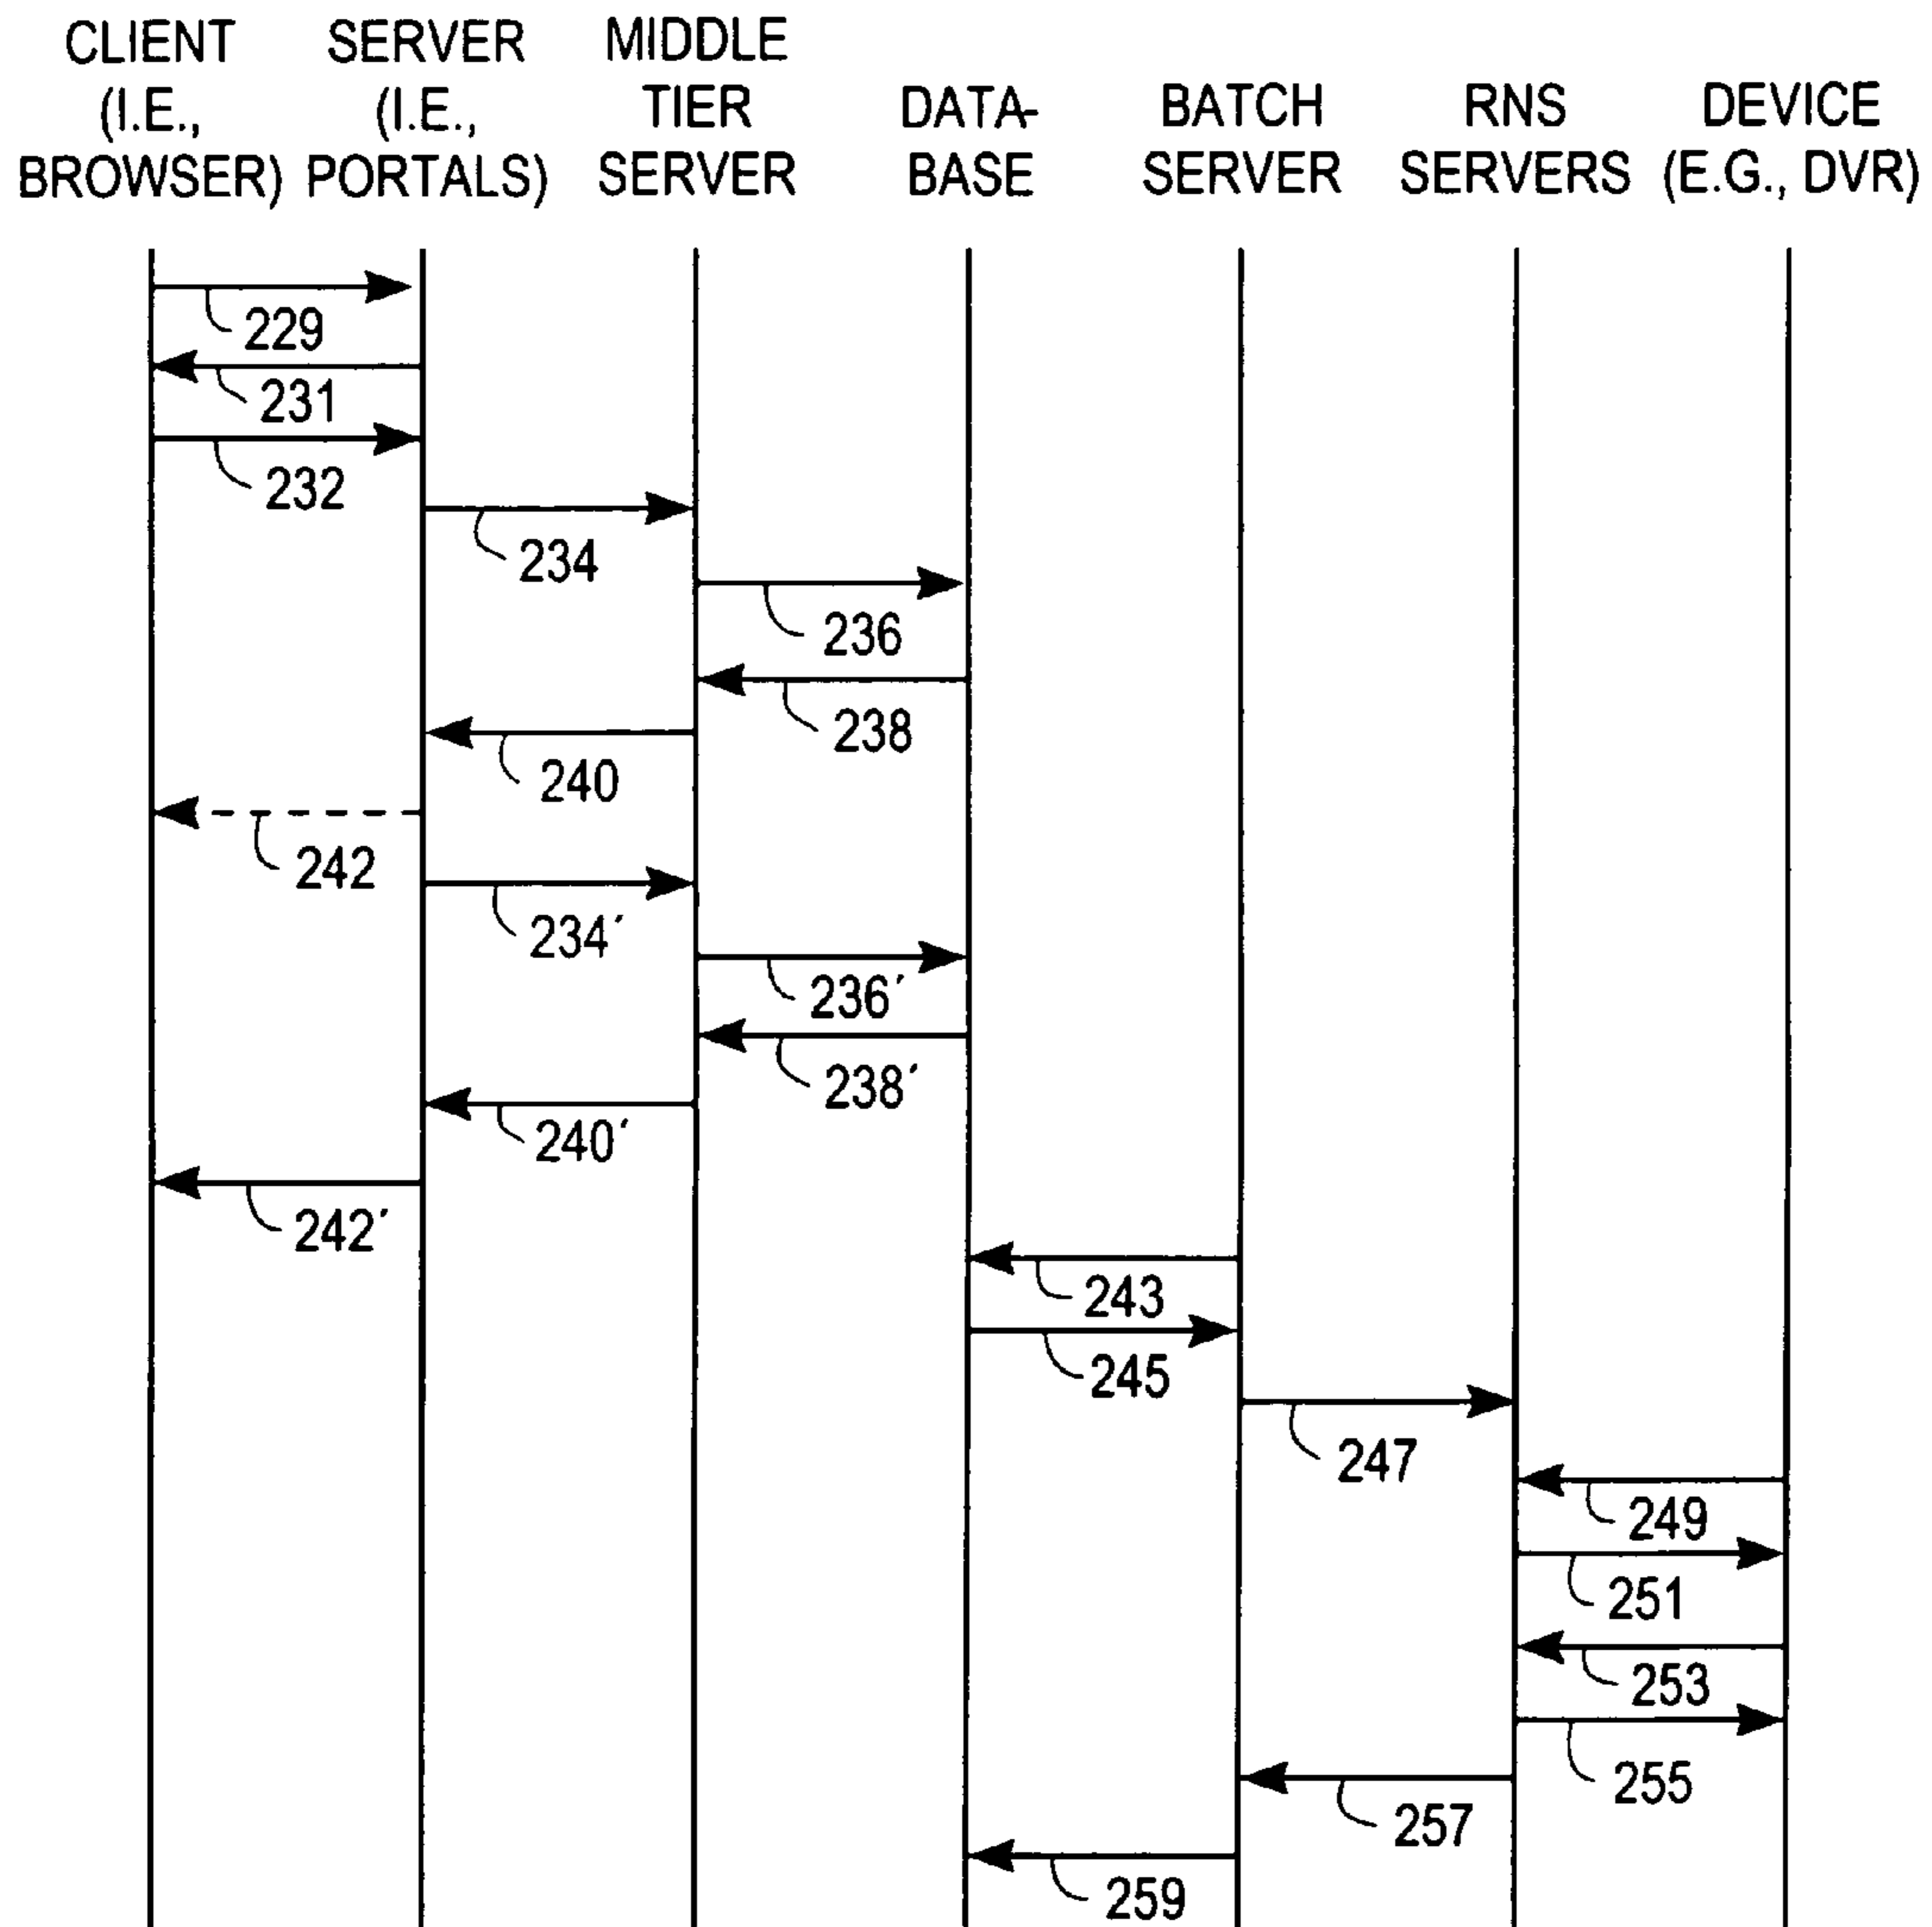 CLIENT
(I.E.,
BROWSER)
SERVER
(I.E.,
PORTALS)
MIDDLE
TIER
SERVER
DATA-
BASE
BATCH
SERVER
RNS
SERVERS
DEVICE
(E.G., DVR)
229
231
232
234
236
238
240
242
234′
236′
238′
240′
242′
243
245
247
249
251
253
255
257
259